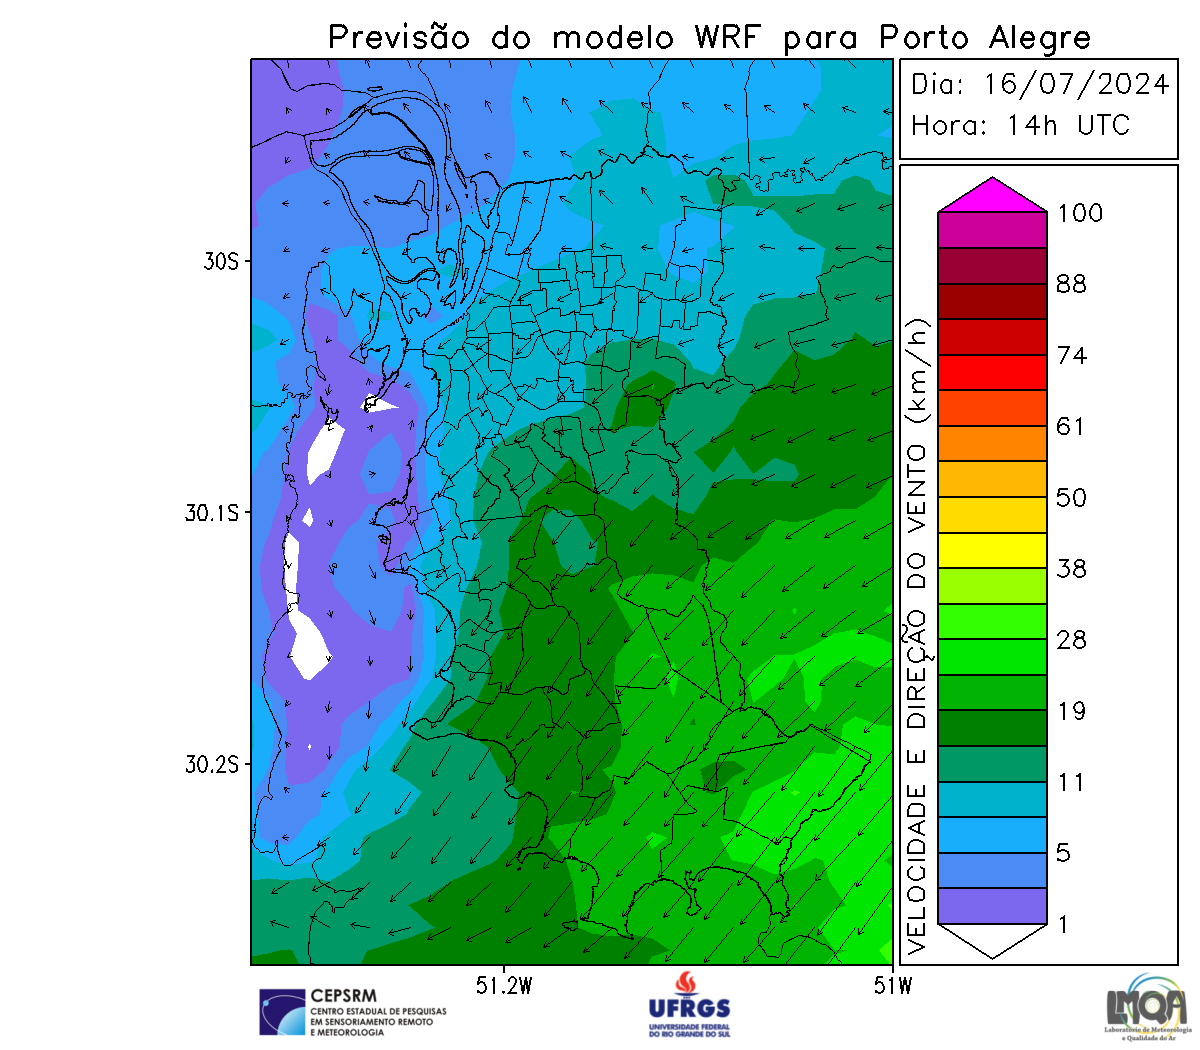 Previsão do modelo WRF para Porto Alegre
Dia: 16/07/2024
Hora: 14h UTC
30S
30.1S
30.2S
51.2W
51W
VELOCIDADE E DIREÇÃO DO VENTO (km/h)
100
88
74
61
50
38
28
19
11
5
1
CEPSRM
CENTRO ESTADUAL DE PESQUISAS
EM SENSORIAMENTO REMOTO
E METEOROLOGIA
UFRGS
UNIVERSIDADE FEDERAL
DO RIO GRANDE DO SUL
LMQA
Laboratório de Meteorologia
e Qualidade do Ar